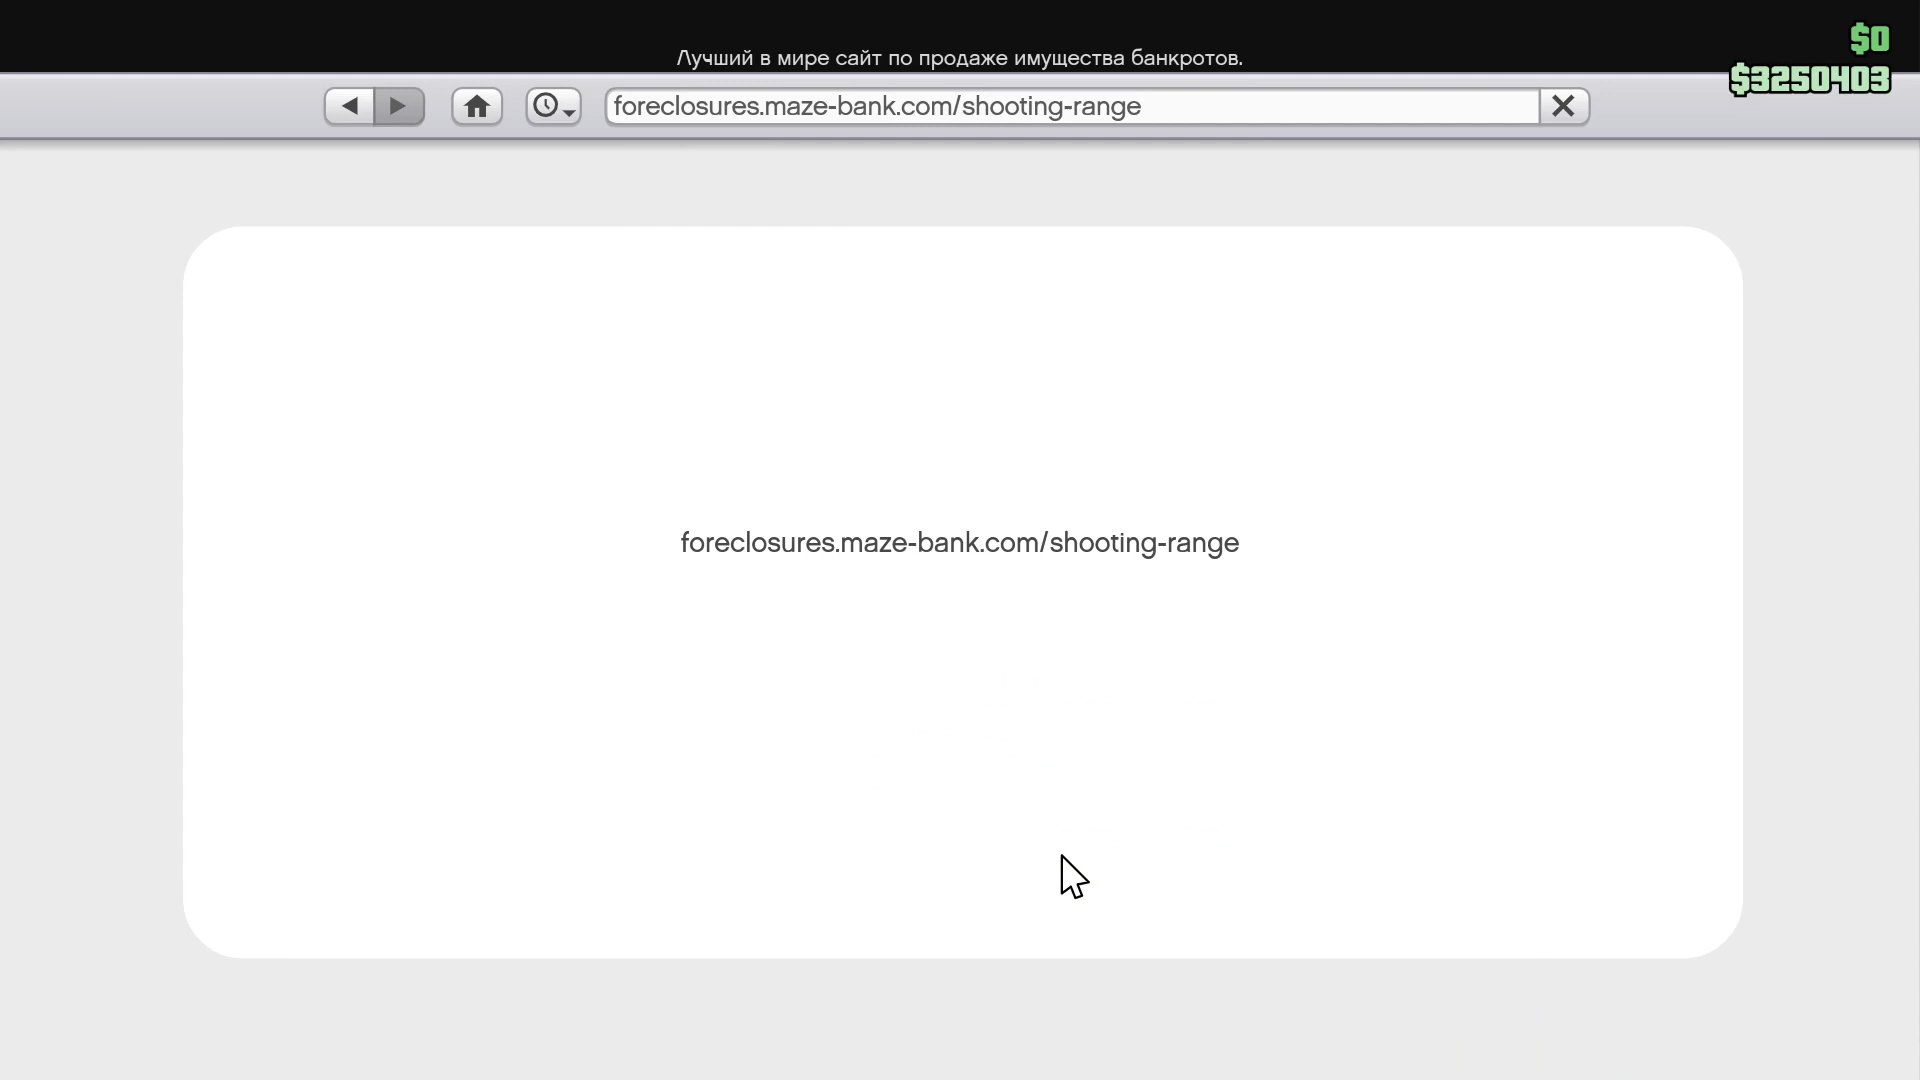 $0
Лучший в мире сайт по продаже имущества банкротов.
$3250403
foreclosures.maze-bank.com/shooting-range
foreclosures.maze-bank.com/shooting-range